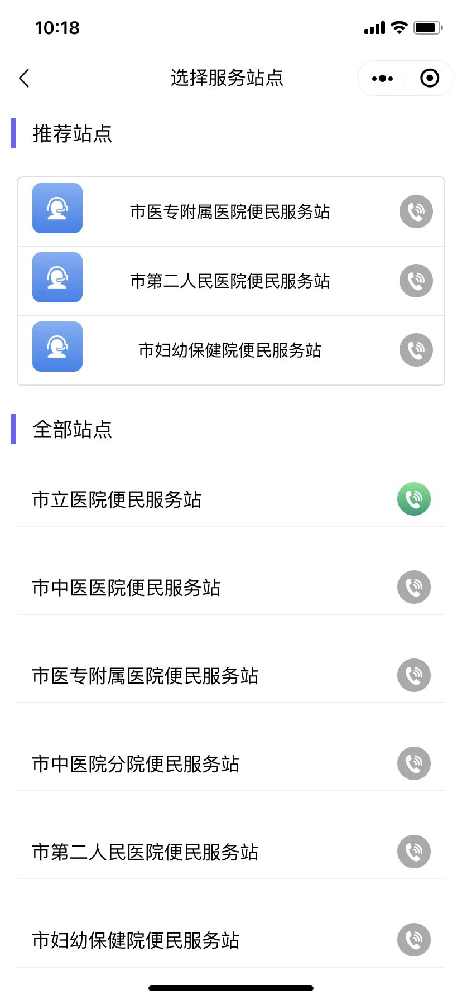 10:18
选择服务站点
推荐站点
市医专附属医院便民服务站
市第二人民医院便民服务站
市妇幼保健院便民服务站
全部站点
市立医院便民服务站
市中医医院便民服务站
市医专附属医院便民服务站
市中医院分院便民服务站
市第二人民医院便民服务站
市妇幼保健院便民服务站